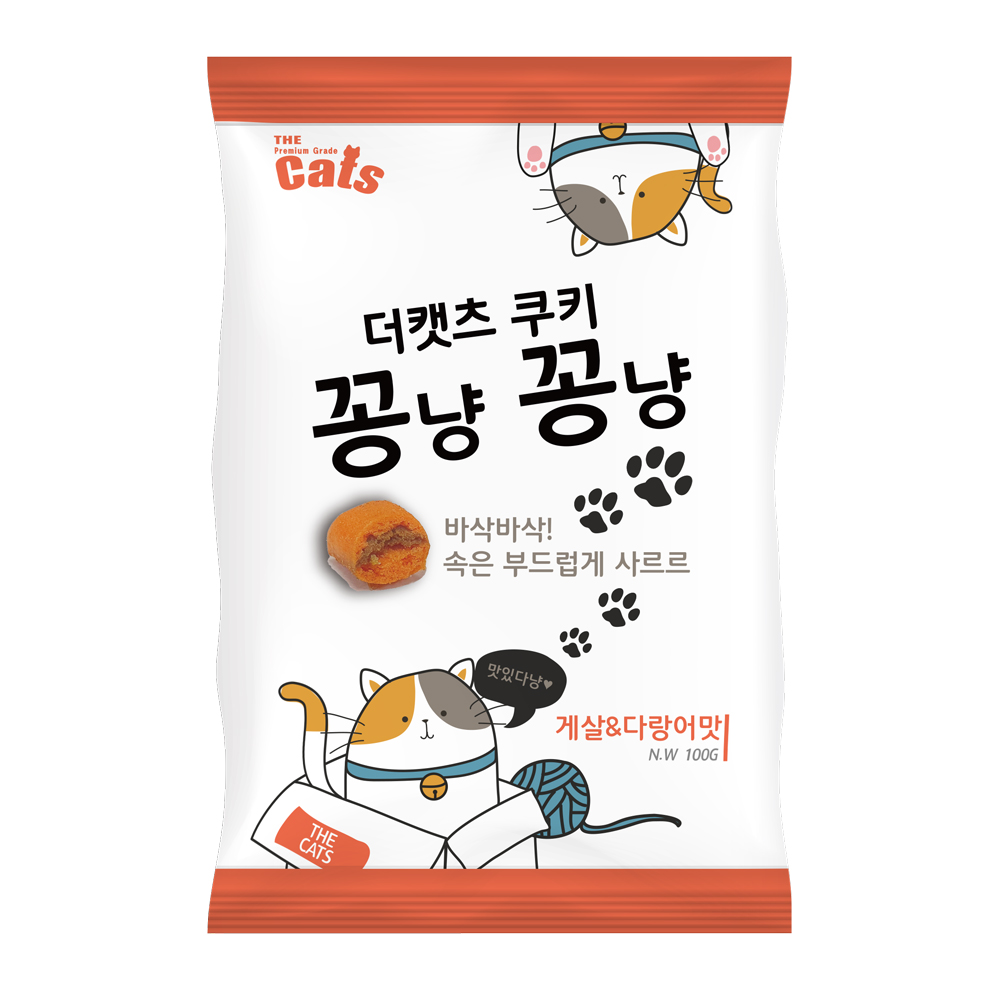 THE
Premium Grade
Cats
더캣츠 쿠키
꽁냥 꽁냥
바삭바삭!
속은 부드럽게 사르르
맛있다냥♥
게살&다랑어맛
N.W 100G
THE
CATS